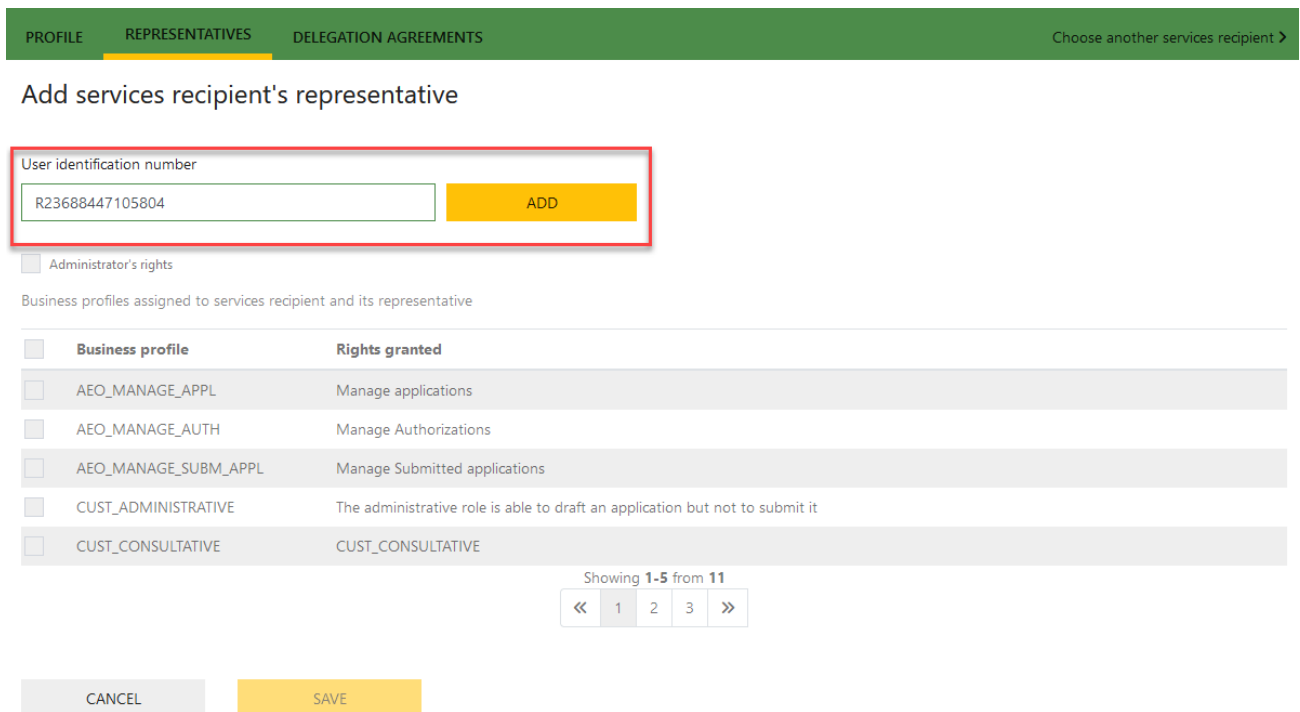 PROFILE REPRESENTATIVES DELEGATION AGREEMENTS Choose another services recipient
Add services recipient's representative
User identification number
R23688447105804 ADD
Administrator's rights
Business profiles assigned to services recipient and its representative
Business profile Rights granted
AEO_MANAGE_APPL Manage applications
AEO_MANAGE_AUTH Manage Authorizations
AEO_MANAGE_SUBM_APPL Manage Submitted applications
CUST_ADMINISTRATIVE The administrative role is able to draft an application but not to submit it
CUST_CONSULTATIVE CUST_CONSULTATIVE
Showing 1-5 from 11
« 1 2 3 »
CANCEL SAVE